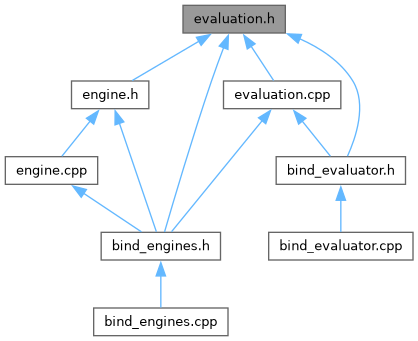 evaluation.h
engine.h
evaluation.cpp
engine.cpp
bind_evaluator.h
bind_engines.h
bind_evaluator.cpp
bind_engines.cpp